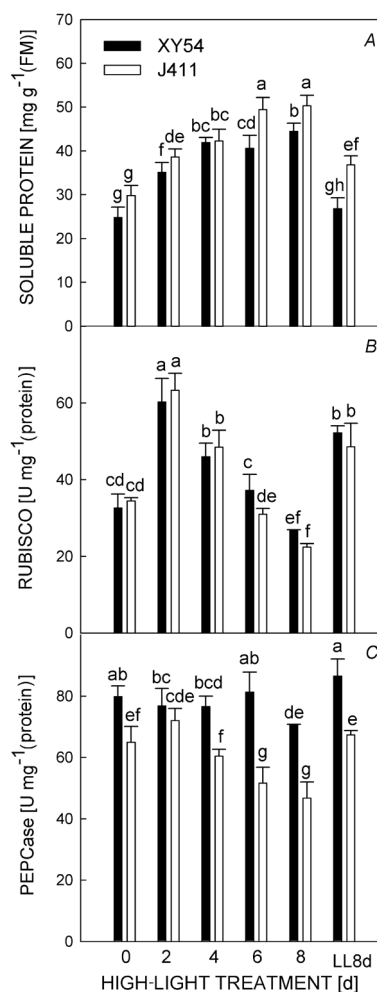 70
A
XY54
60
J411
a
a
50
bc bc
cd
bc
f
de
ef
40
g
gh
30
g
20
10
0
SOLUBLE PROTEIN [mg g⁻¹(FM)]
B
a
a
60
b
b
b
b
c
cd cd
de
40
ef
f
20
0
RUBISCO [U mg⁻¹(protein)]
C
a
ab
bc
bcd
ab
80
cde
de
ef
e
f
60
g
g
40
20
0
PEPCase [U mg⁻¹(protein)]
0 2 4 6 8 LL8d
HIGH-LIGHT TREATMENT [d]